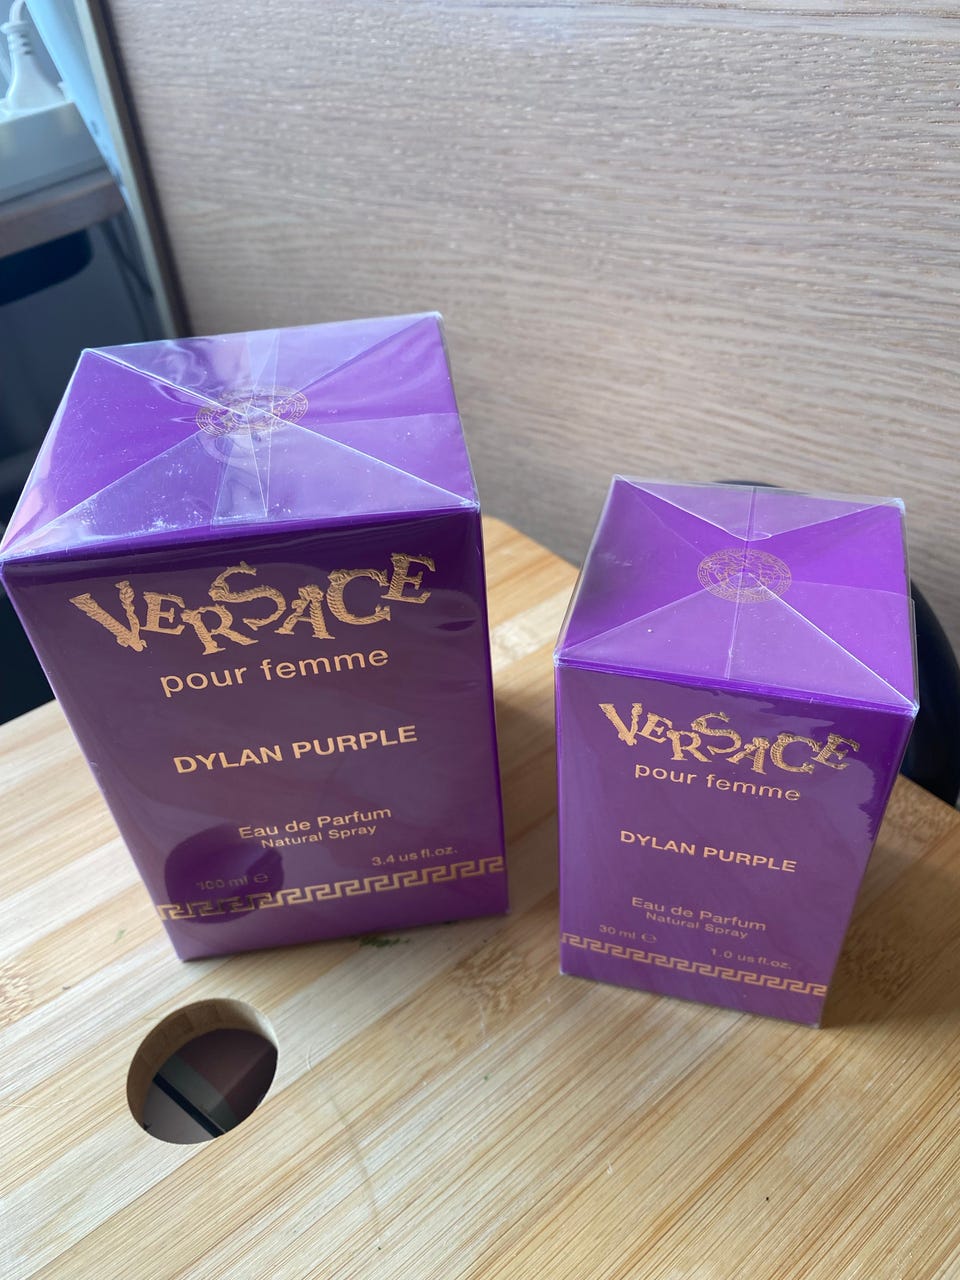 VERSACE
pour femme
DYLAN PURPLE
Eau de Parfum
Natural Spray
100 ml ℮ 3.4 us fl.oz.
VERSACE
pour femme
DYLAN PURPLE
Eau de Parfum
Natural Spray
30 ml ℮ 1.0 us fl.oz.